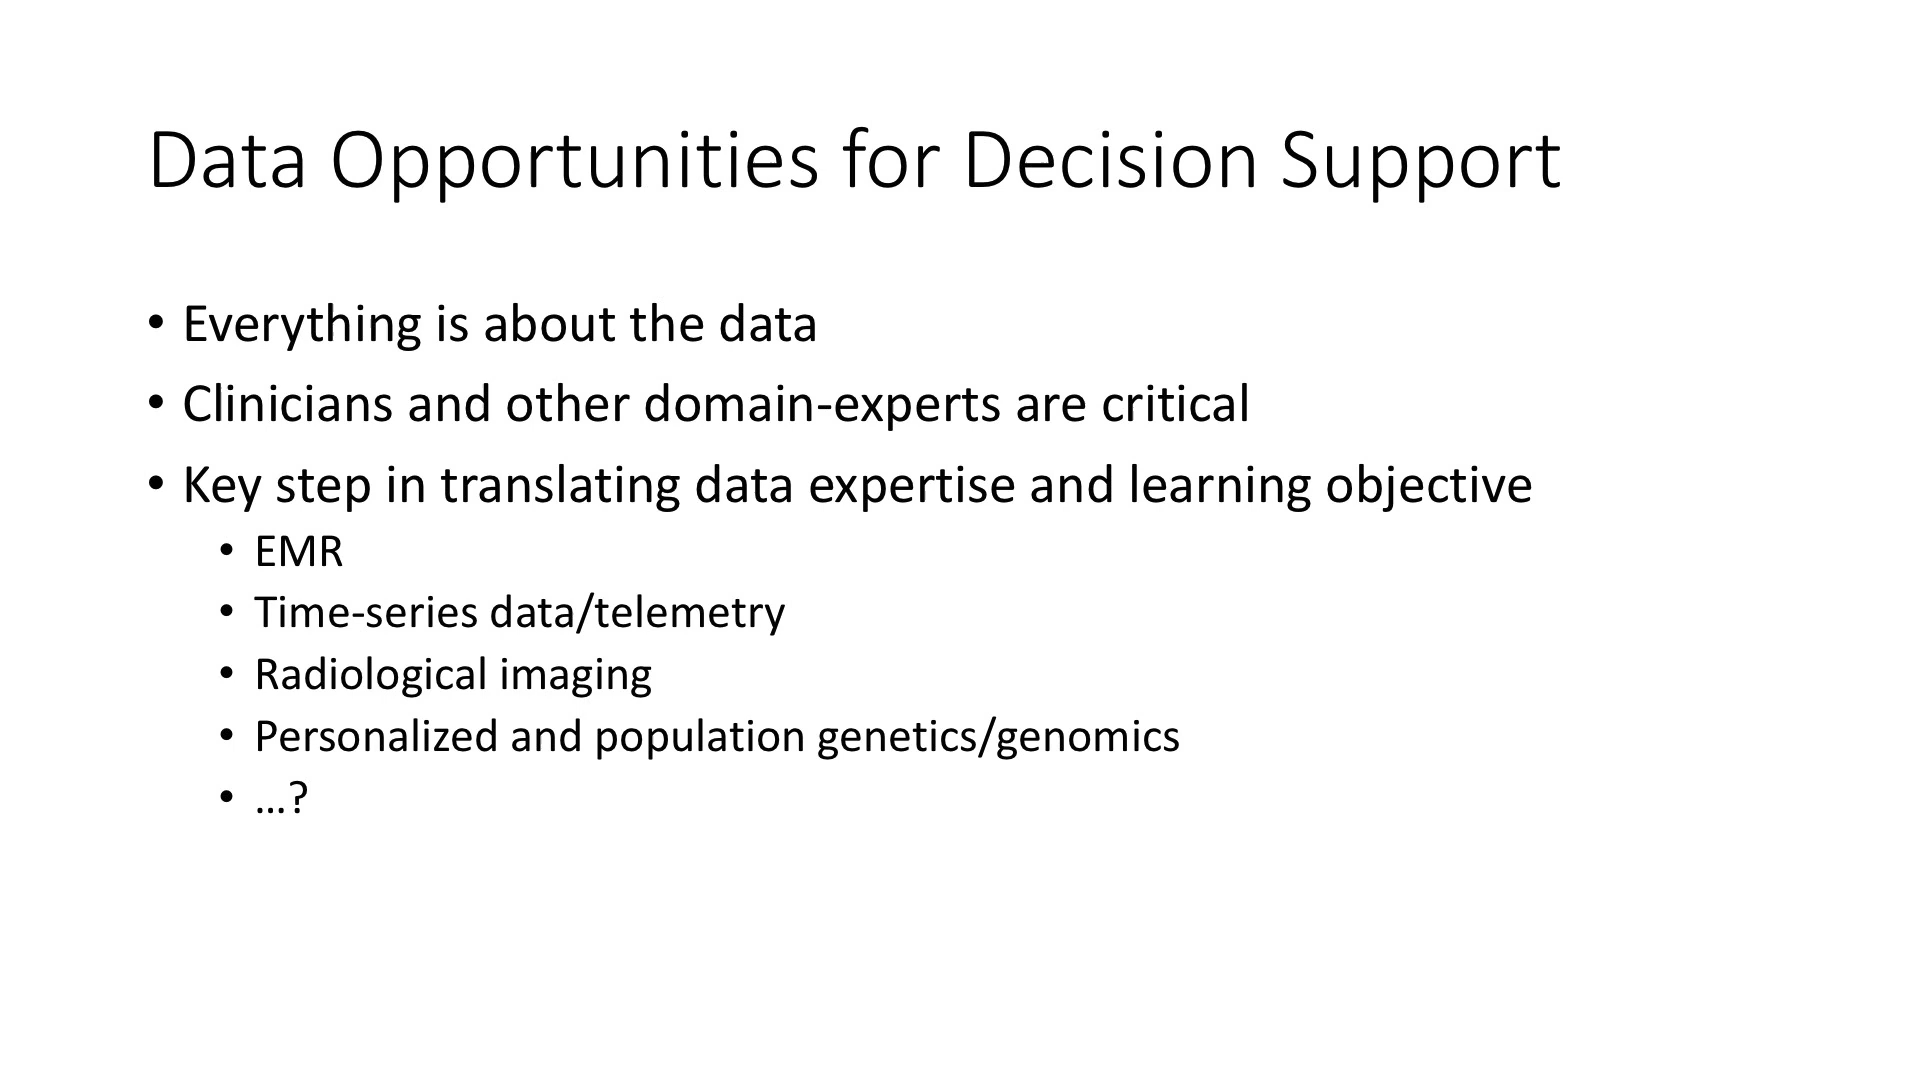 Data Opportunities for Decision Support
• Everything is about the data
• Clinicians and other domain-experts are critical
• Key step in translating data expertise and learning objective
• EMR
• Time-series data/telemetry
• Radiological imaging
• Personalized and population genetics/genomics
• …?